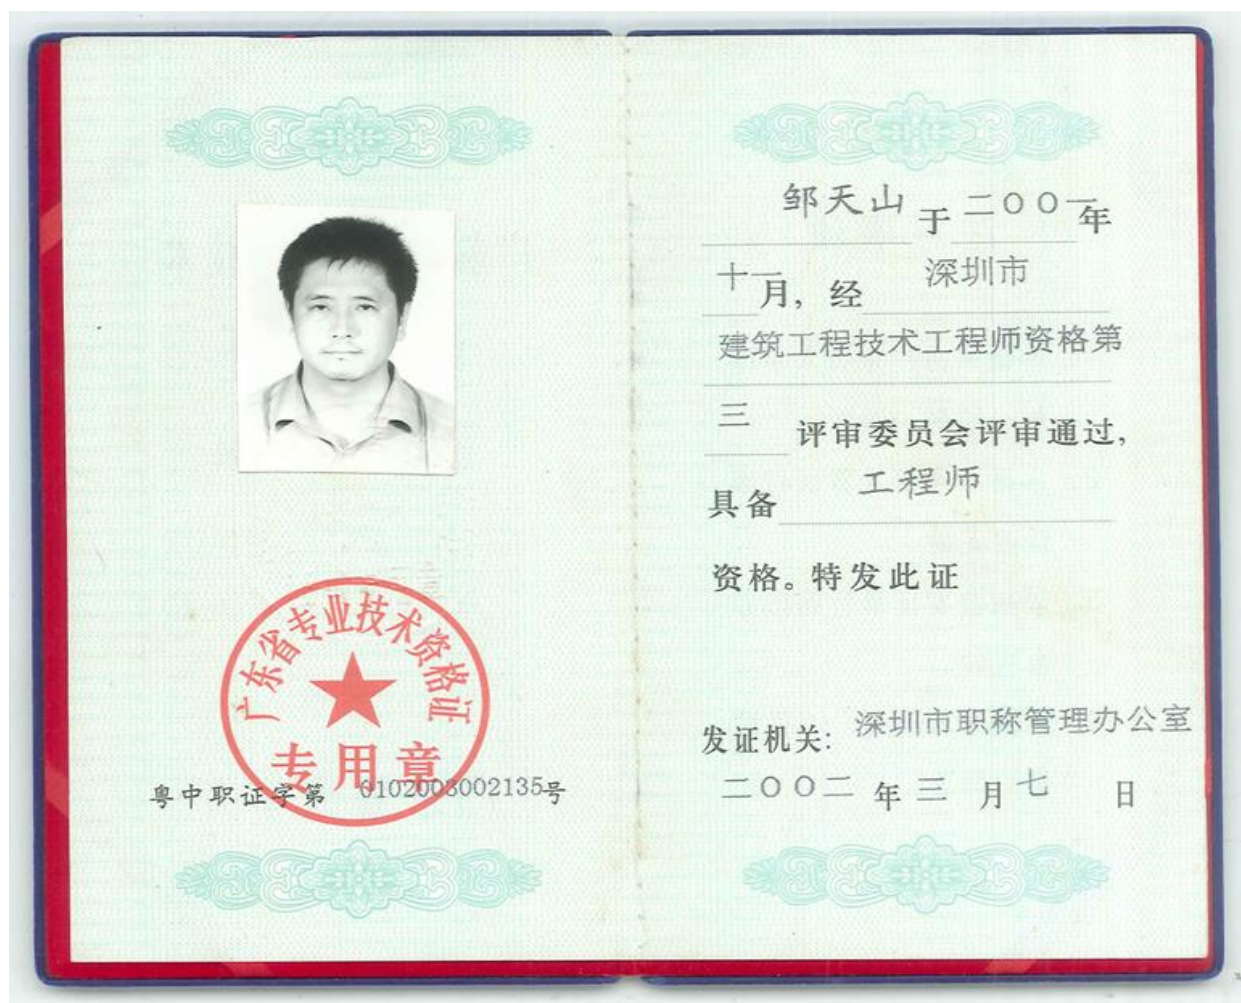 广东省专业技术资格证
专用章
粤中职证字第 0102003002135号
邹天山 于 二〇〇一年
十一月，经 深圳市
建筑工程技术工程师资格第
三 评审委员会评审通过，
具备 工程师
资格。特发此证
发证机关: 深圳市职称管理办公室
二〇〇二 年 三 月 七 日